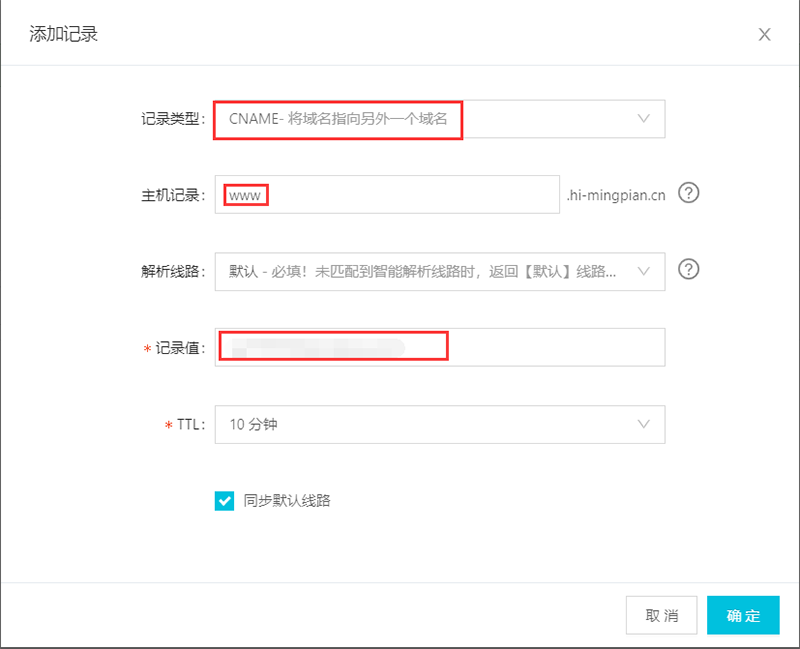 添加记录
记录类型: CNAME- 将域名指向另外一个域名
主机记录: www .hi-mingpian.cn ?
解析线路: 默认 - 必填！未匹配到智能解析线路时，返回【默认】线路... ?
* 记录值:
* TTL: 10 分钟
同步默认线路
取 消 确 定